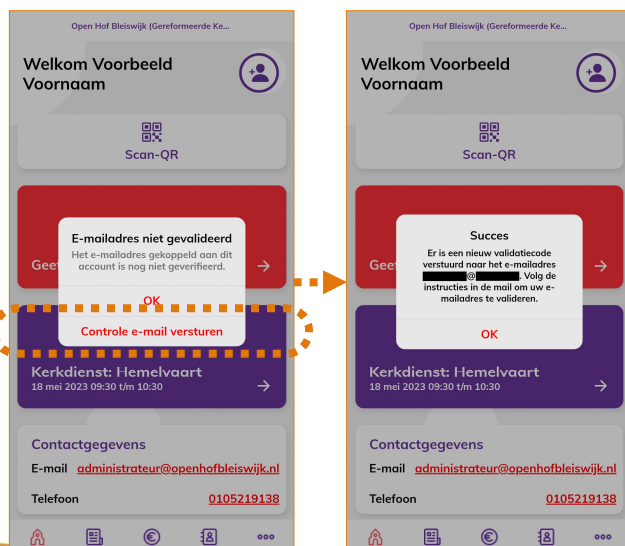 Open Hof Bleiswijk (Gereformeerde Ke...
Welkom Voorbeeld
Voornaam
Scan-QR
E-mailadres niet gevalideerd
Het e-mailadres gekoppeld aan dit
account is nog niet geverifieerd.
Geef
OK
Controle e-mail versturen
Kerkdienst: Hemelvaart
18 mei 2023 09:30 t/m 10:30
Contactgegevens
E-mail administrateur@openhofbleiswijk.nl
Telefoon 0105219138
Open Hof Bleiswijk (Gereformeerde Ke...
Welkom Voorbeeld
Voornaam
Scan-QR
Succes
Er is een nieuw validatiecode
verstuurd naar het e-mailadres
@ . Volg de
instructies in de mail om uw e-
mailadres te valideren.
Geef
OK
Kerkdienst: Hemelvaart
18 mei 2023 09:30 t/m 10:30
Contactgegevens
E-mail administrateur@openhofbleiswijk.nl
Telefoon 0105219138